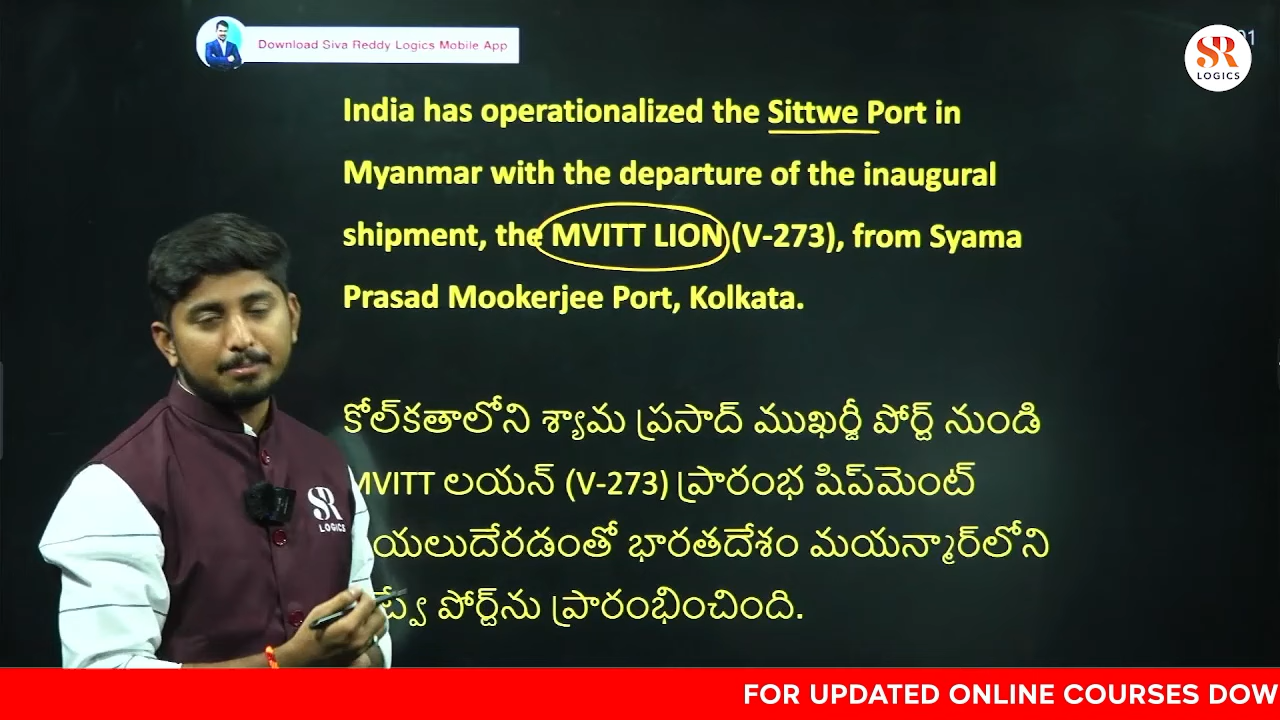 Download Siva Reddy Logics Mobile App
SR
LOGICS
India has operationalized the Sittwe Port in
Myanmar with the departure of the inaugural
shipment, the MVITT LION (V-273), from Syama
Prasad Mookerjee Port, Kolkata.
కోల్‌కతాలోని శ్యామ ప్రసాద్ ముఖర్జీ పోర్ట్ నుండి
MVITT లయన్ (V-273) ప్రారంభ షిప్‌మెంట్
భారతదేశం మయన్మార్‌లోని
పోర్ట్‌ను ప్రారంభించింది.
SR
LOGICS
FOR UPDATED ONLINE COURSES DOW